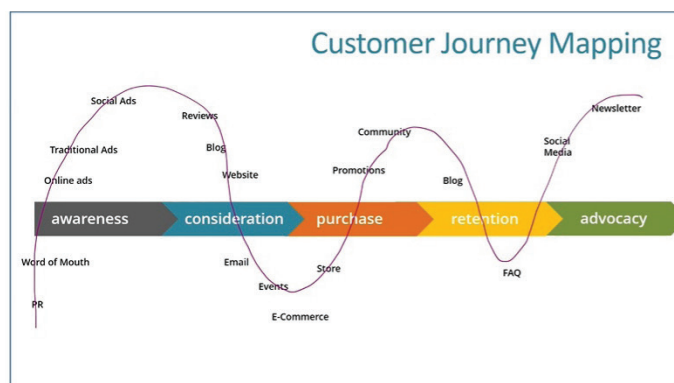 Customer Journey Mapping
Social Ads
Reviews
Newsletter
Traditional Ads
Blog
Community
Social
Media
Online ads
Website
Promotions
Blog
awareness
consideration
purchase
retention
advocacy
Word of Mouth
Email
Store
FAQ
Events
PR
E-Commerce